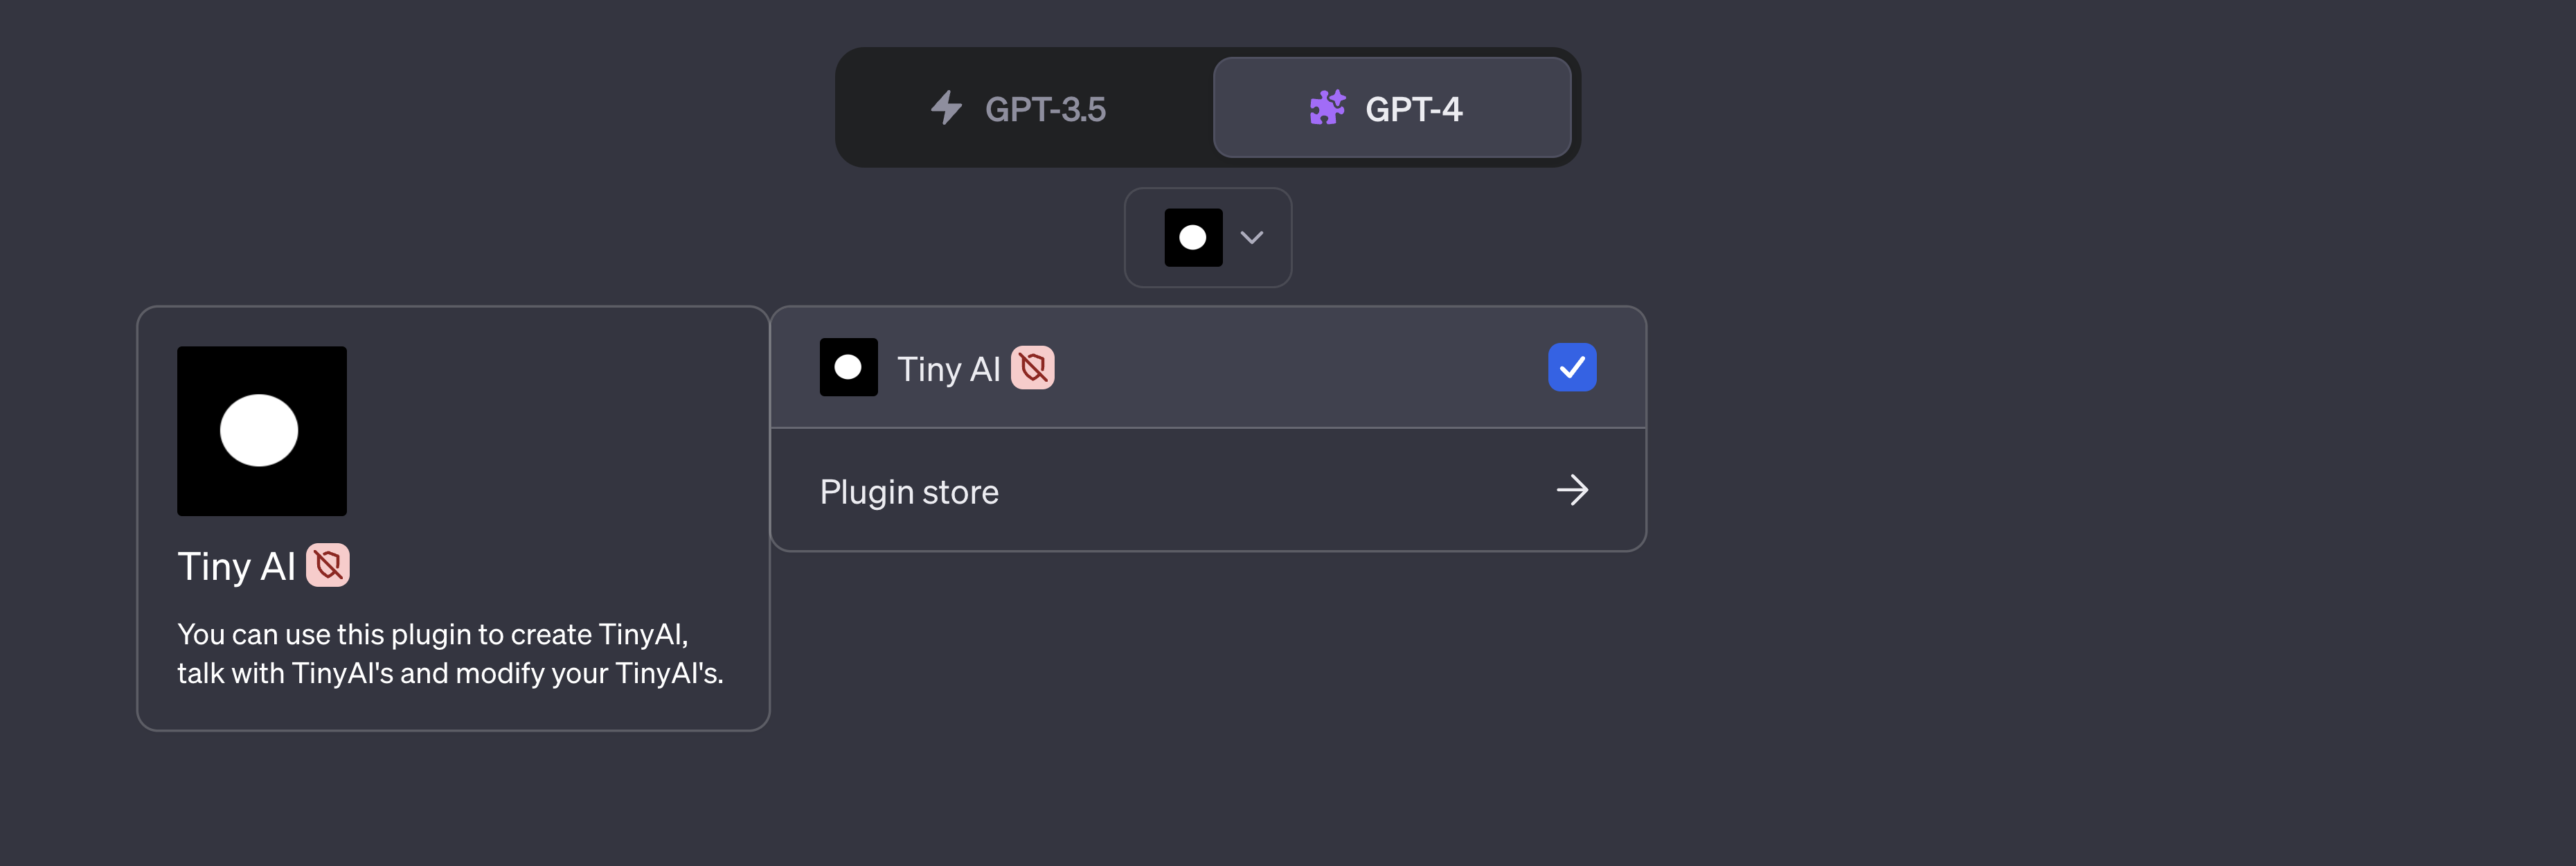 GPT-3.5
GPT-4
Tiny AI
Plugin store
Tiny AI
You can use this plugin to create TinyAI,
talk with TinyAI's and modify your TinyAI's.